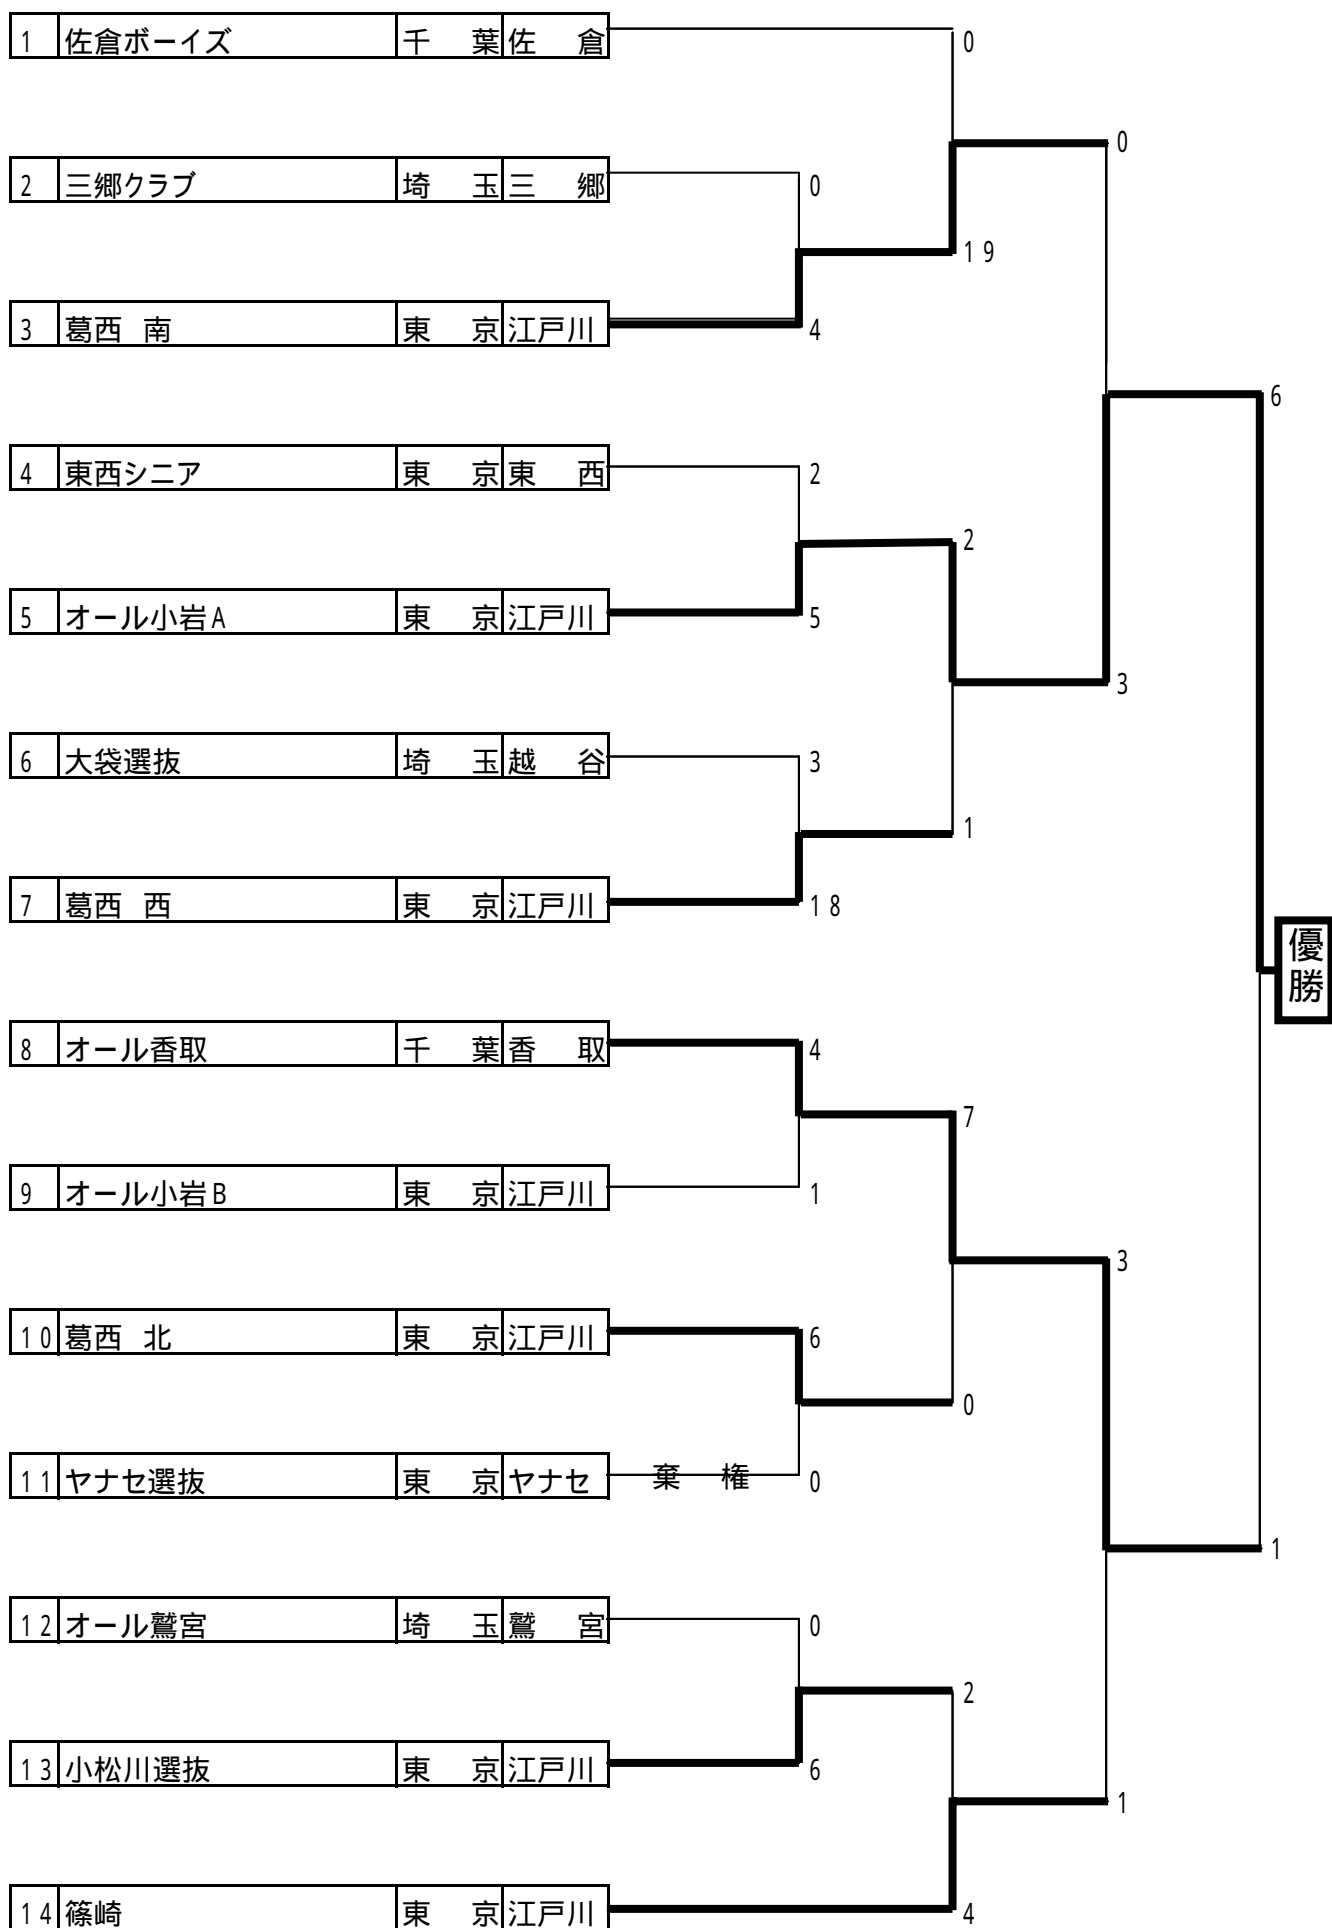 1 佐倉ボーイズ 千 葉 佐 倉
0
0
2 三郷クラブ 埼 玉 三 郷
0
19
3 葛西 南 東 京 江戸川
4
6
4 東西シニア 東 京 東 西
2
2
5 オール小岩A 東 京 江戸川
5
3
6 大袋選抜 埼 玉 越 谷
3
1
7 葛西 西 東 京 江戸川
18
優勝
8 オール香取 千 葉 香 取
4
7
9 オール小岩B 東 京 江戸川
1
3
10 葛西 北 東 京 江戸川
6
0
11 ヤナセ選抜 東 京 ヤナセ 棄 権
0
1
12 オール鷲宮 埼 玉 鷲 宮
0
2
13 小松川選抜 東 京 江戸川
6
1
14 篠崎 東 京 江戸川
4